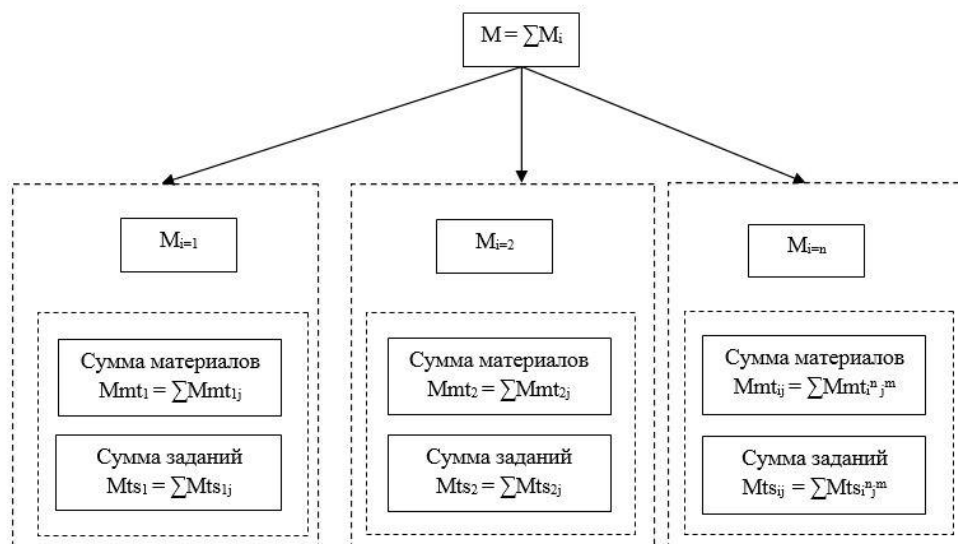 M = ∑Mᵢ
Mᵢ₌₁
Mᵢ₌₂
Mᵢ₌ₙ
Сумма материалов
Mmt₁ = ∑Mmt₁ⱼ
Сумма заданий
Mts₁ = ∑Mts₁ⱼ
Сумма материалов
Mmt₂ = ∑Mmt₂ⱼ
Сумма заданий
Mts₂ = ∑Mts₂ⱼ
Сумма материалов
Mmtᵢⱼ = ∑Mmtᵢⁿⱼᵐ
Сумма заданий
Mtsᵢⱼ = ∑Mtsᵢⁿⱼᵐ